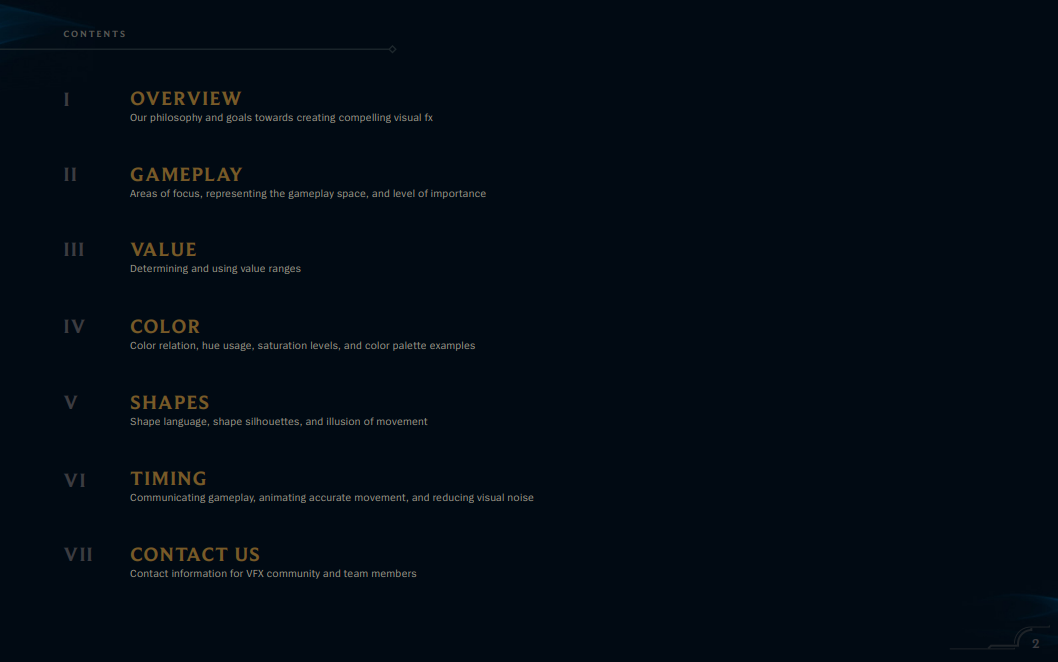 CONTENTS
I
OVERVIEW
Our philosophy and goals towards creating compelling visual fx
II
GAMEPLAY
Areas of focus, representing the gameplay space, and level of importance
III
VALUE
Determining and using value ranges
IV
COLOR
Color relation, hue usage, saturation levels, and color palette examples
V
SHAPES
Shape language, shape silhouettes, and illusion of movement
VI
TIMING
Communicating gameplay, animating accurate movement, and reducing visual noise
VII
CONTACT US
Contact information for VFX community and team members
2